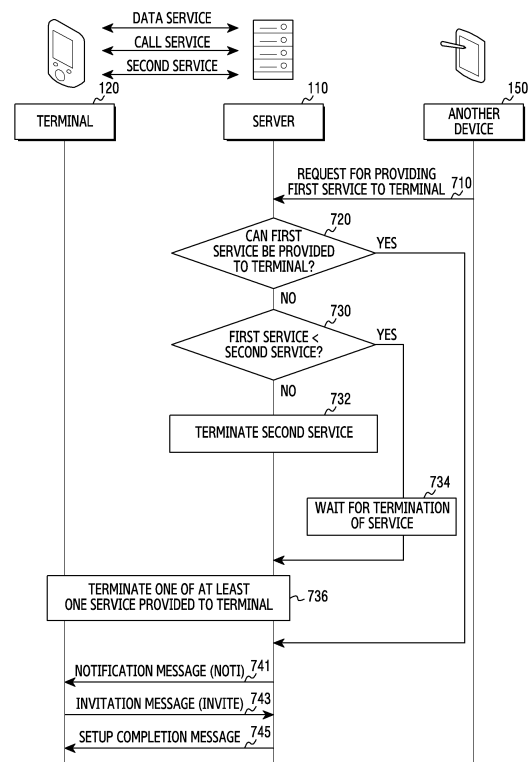 DATA SERVICE
CALL SERVICE
SECOND SERVICE
120
110
150
TERMINAL
SERVER
ANOTHER
DEVICE
REQUEST FOR PROVIDING
FIRST SERVICE TO TERMINAL
710
720
CAN FIRST
SERVICE BE PROVIDED
TO TERMINAL?
YES
NO
730
FIRST SERVICE <
SECOND SERVICE?
YES
NO
732
TERMINATE SECOND SERVICE
734
WAIT FOR TERMINATION
OF SERVICE
TERMINATE ONE OF AT LEAST
ONE SERVICE PROVIDED TO TERMINAL
736
NOTIFICATION MESSAGE (NOTI)
741
INVITATION MESSAGE (INVITE)
743
SETUP COMPLETION MESSAGE
745